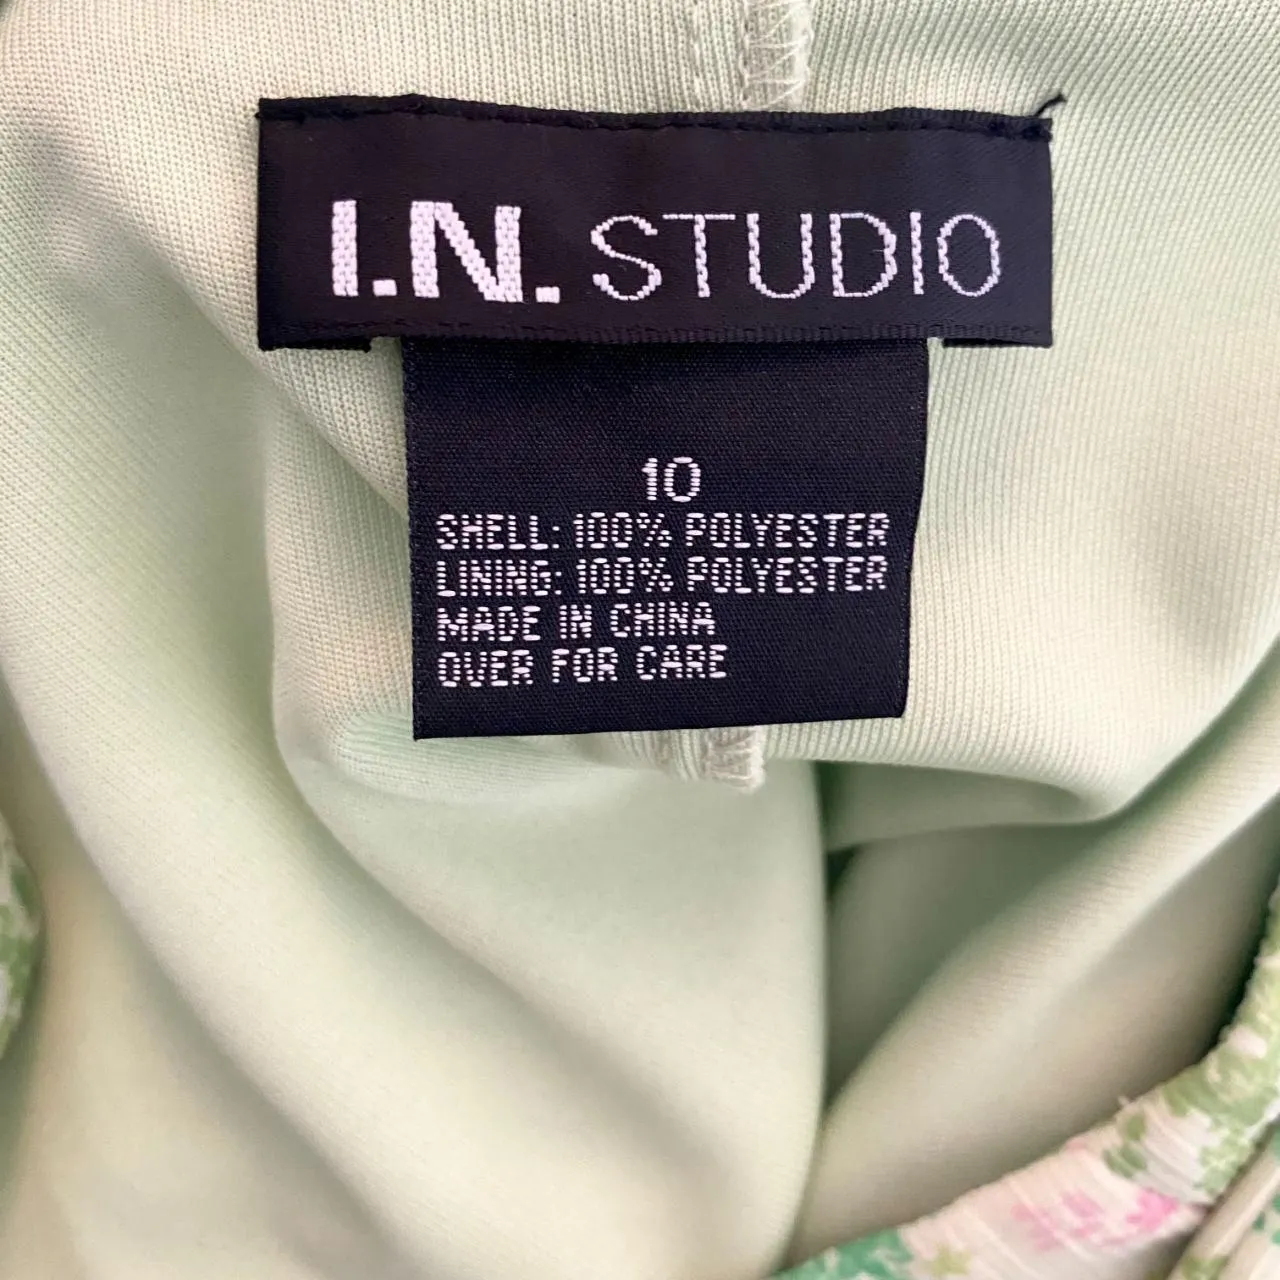 I.N. STUDIO
10
SHELL: 100% POLYESTER
LINING: 100% POLYESTER
MADE IN CHINA
OVER FOR CARE